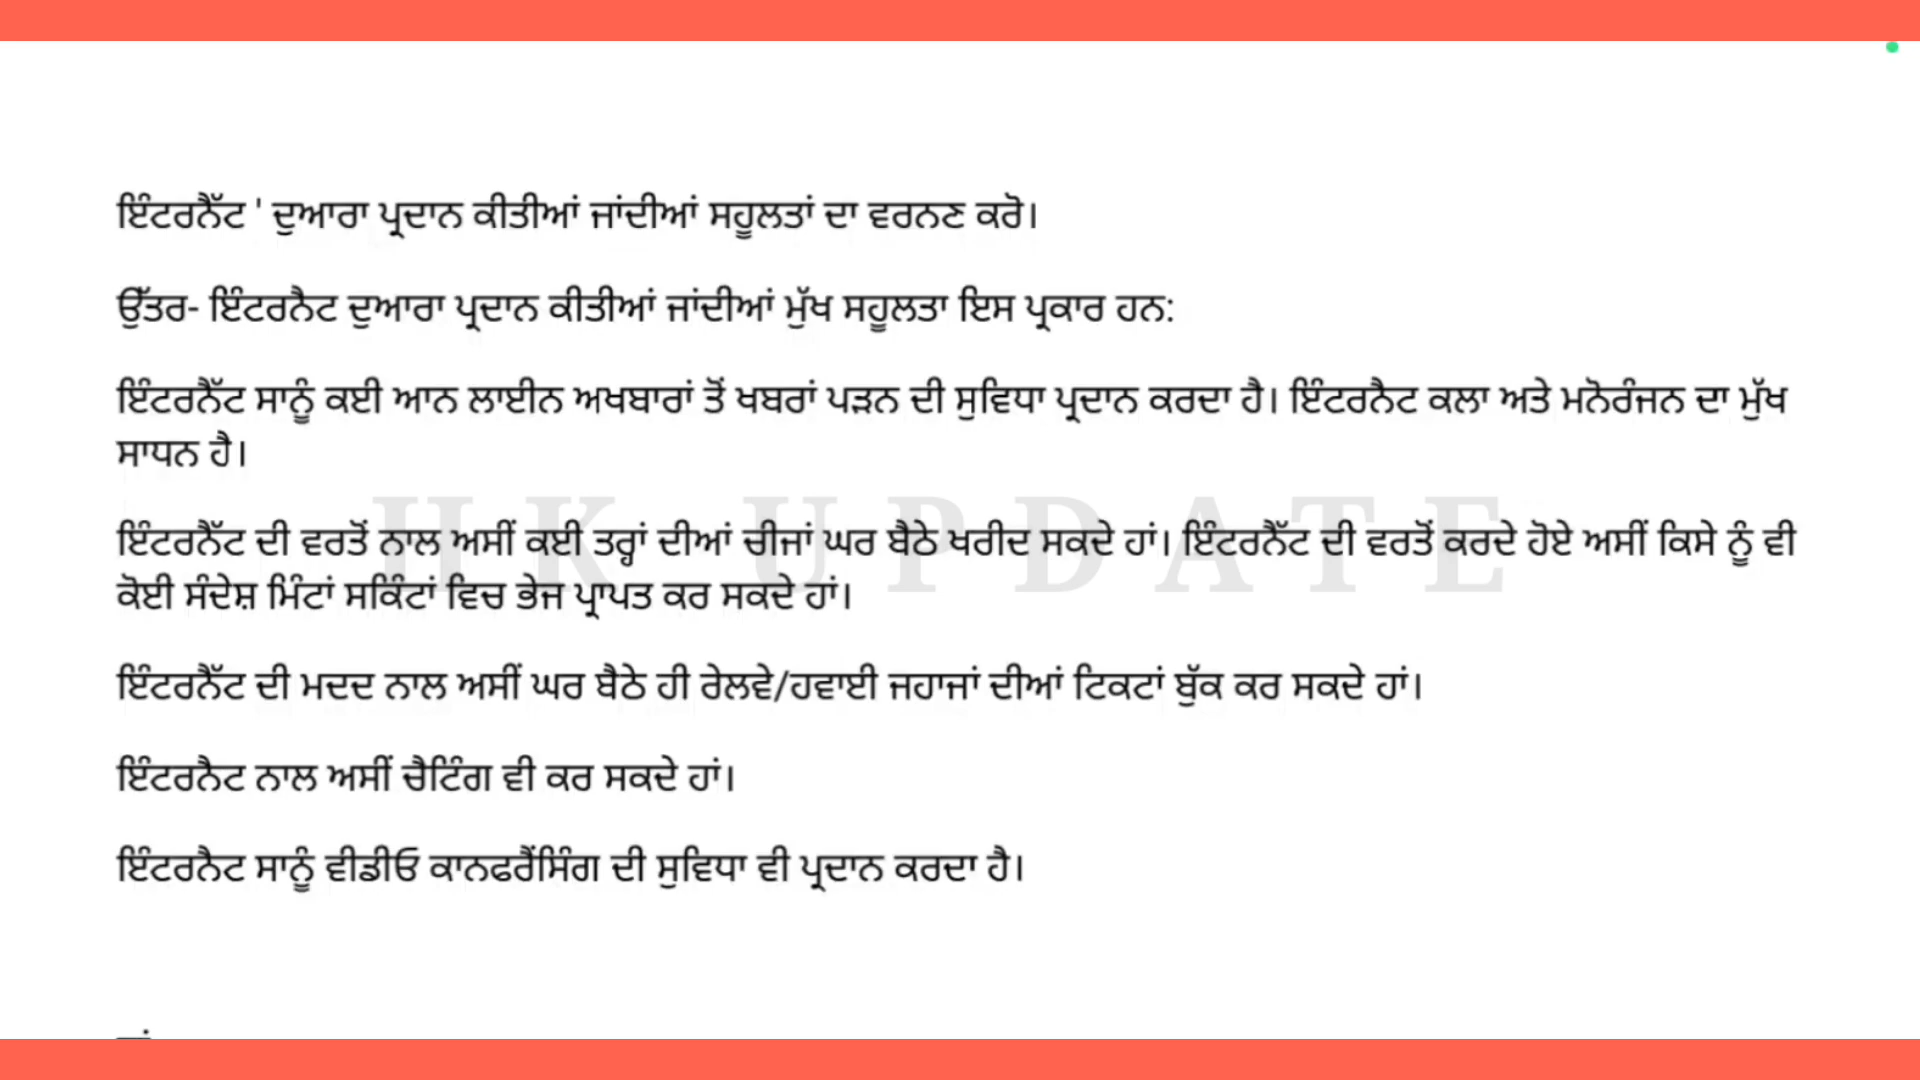 ਇੰਟਰਨੈੱਟ ' ਦੁਆਰਾ ਪ੍ਰਦਾਨ ਕੀਤੀਆਂ ਜਾਂਦੀਆਂ ਸਹੂਲਤਾਂ ਦਾ ਵਰਨਣ ਕਰੋ।
ਉੱਤਰ- ਇੰਟਰਨੈਟ ਦੁਆਰਾ ਪ੍ਰਦਾਨ ਕੀਤੀਆਂ ਜਾਂਦੀਆਂ ਮੁੱਖ ਸਹੂਲਤਾ ਇਸ ਪ੍ਰਕਾਰ ਹਨ:
ਇੰਟਰਨੈੱਟ ਸਾਨੂੰ ਕਈ ਆਨ ਲਾਈਨ ਅਖਬਾਰਾਂ ਤੋਂ ਖਬਰਾਂ ਪੜਨ ਦੀ ਸੁਵਿਧਾ ਪ੍ਰਦਾਨ ਕਰਦਾ ਹੈ। ਇੰਟਰਨੈਟ ਕਲਾ ਅਤੇ ਮਨੋਰੰਜਨ ਦਾ ਮੁੱਖ
ਸਾਧਨ ਹੈ।
HK UPDATE
ਇੰਟਰਨੈੱਟ ਦੀ ਵਰਤੋਂ ਨਾਲ ਅਸੀਂ ਕਈ ਤਰ੍ਹਾਂ ਦੀਆਂ ਚੀਜਾਂ ਘਰ ਬੈਠੇ ਖਰੀਦ ਸਕਦੇ ਹਾਂ। ਇੰਟਰਨੈੱਟ ਦੀ ਵਰਤੋਂ ਕਰਦੇ ਹੋਏ ਅਸੀਂ ਕਿਸੇ ਨੂੰ ਵੀ
ਕੋਈ ਸੰਦੇਸ਼ ਮਿੰਟਾਂ ਸਕਿੰਟਾਂ ਵਿਚ ਭੇਜ ਪ੍ਰਾਪਤ ਕਰ ਸਕਦੇ ਹਾਂ।
ਇੰਟਰਨੈੱਟ ਦੀ ਮਦਦ ਨਾਲ ਅਸੀਂ ਘਰ ਬੈਠੇ ਹੀ ਰੇਲਵੇ/ਹਵਾਈ ਜਹਾਜਾਂ ਦੀਆਂ ਟਿਕਟਾਂ ਬੁੱਕ ਕਰ ਸਕਦੇ ਹਾਂ।
ਇੰਟਰਨੈਟ ਨਾਲ ਅਸੀਂ ਚੈਟਿੰਗ ਵੀ ਕਰ ਸਕਦੇ ਹਾਂ।
ਇੰਟਰਨੈਟ ਸਾਨੂੰ ਵੀਡੀਓ ਕਾਨਫਰੈਂਸਿੰਗ ਦੀ ਸੁਵਿਧਾ ਵੀ ਪ੍ਰਦਾਨ ਕਰਦਾ ਹੈ।